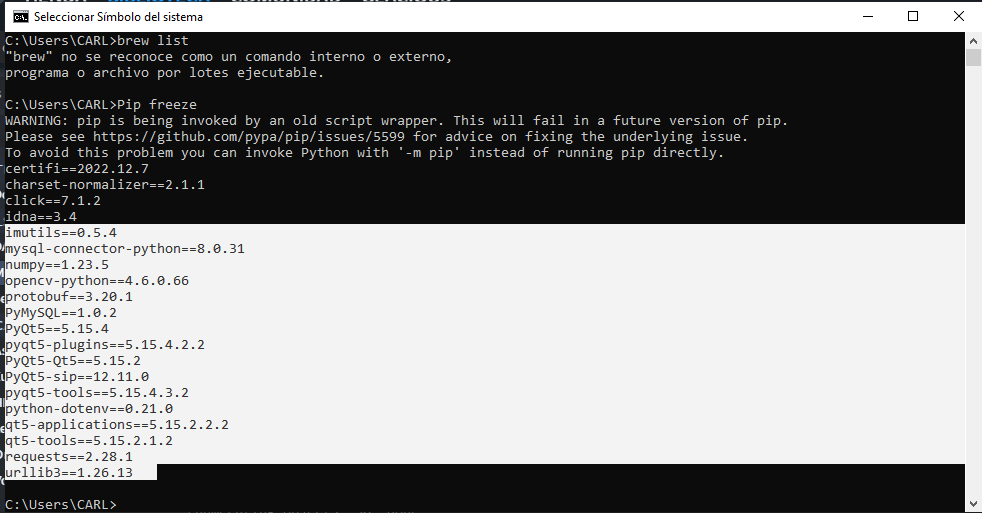 Seleccionar Símbolo del sistema
C:\Users\CARL>brew list
"brew" no se reconoce como un comando interno o externo,
programa o archivo por lotes ejecutable.
C:\Users\CARL>Pip freeze
WARNING: pip is being invoked by an old script wrapper. This will fail in a future version of pip.
Please see https://github.com/pypa/pip/issues/5599 for advice on fixing the underlying issue.
To avoid this problem you can invoke Python with '-m pip' instead of running pip directly.
certifi==2022.12.7
charset-normalizer==2.1.1
click==7.1.2
idna==3.4
imutils==0.5.4
mysql-connector-python==8.0.31
numpy==1.23.5
opencv-python==4.6.0.66
protobuf==3.20.1
PyMySQL==1.0.2
PyQt5==5.15.4
pyqt5-plugins==5.15.4.2.2
PyQt5-Qt5==5.15.2
PyQt5-sip==12.11.0
pyqt5-tools==5.15.4.3.2
python-dotenv==0.21.0
qt5-applications==5.15.2.2.2
qt5-tools==5.15.2.1.2
requests==2.28.1
urllib3==1.26.13
C:\Users\CARL>